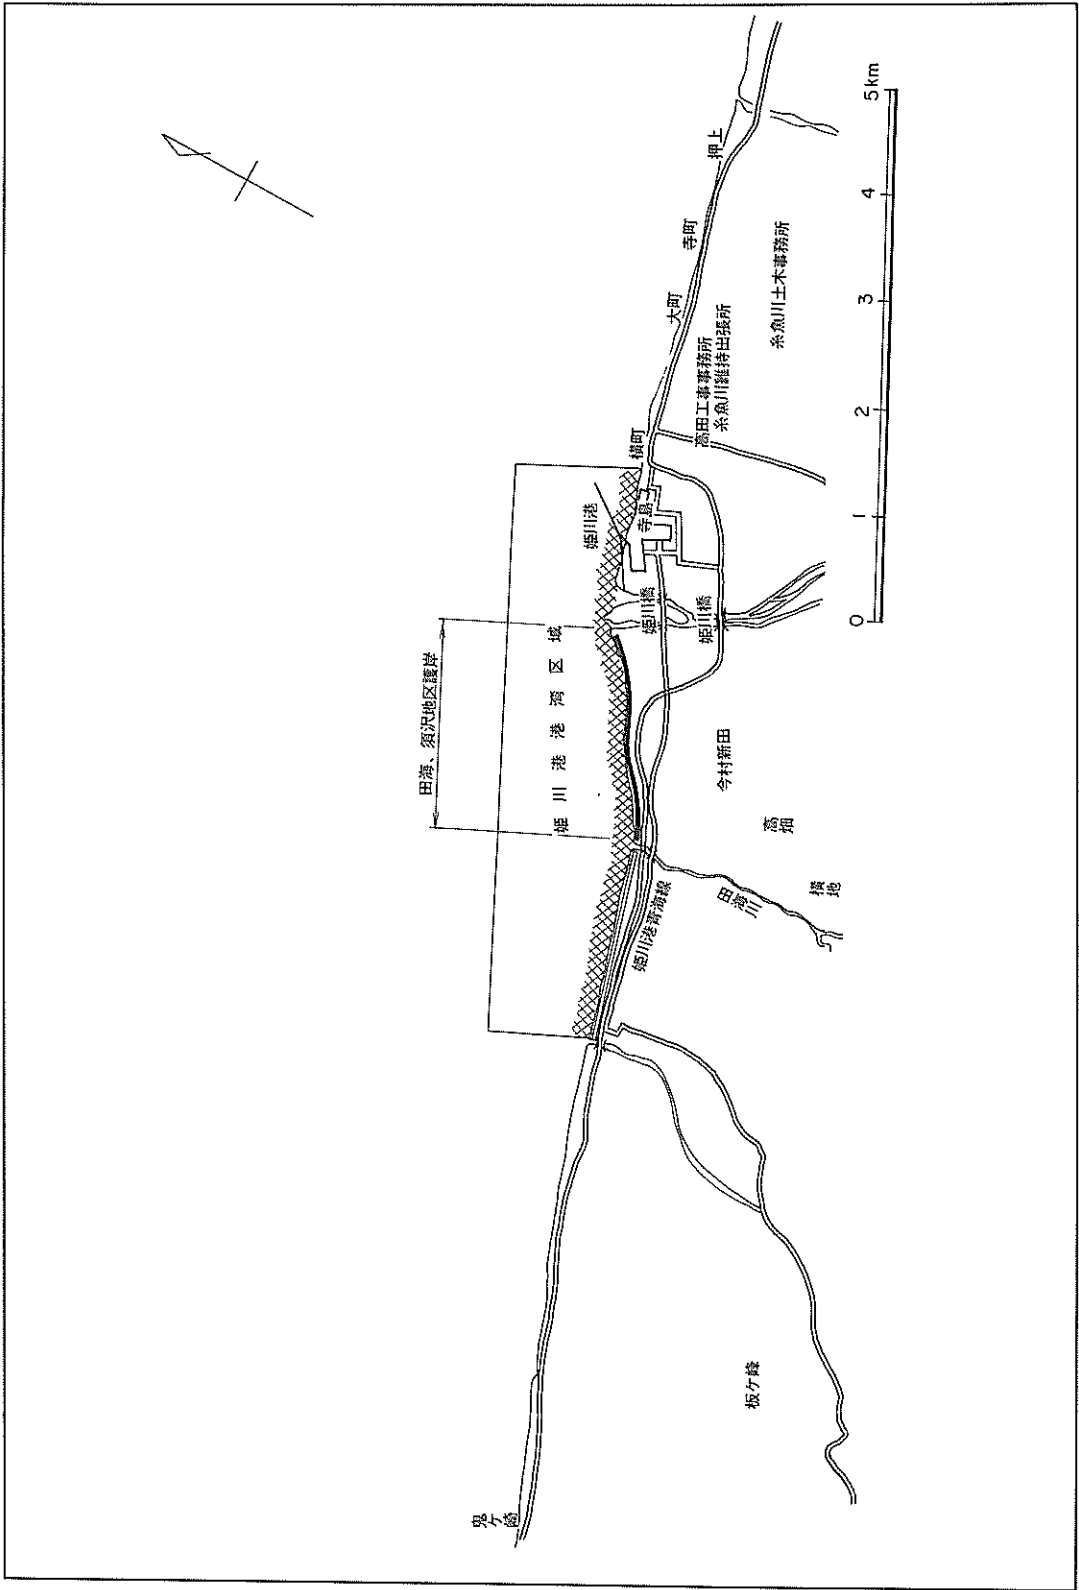 鬼ケ崎
板ケ峰
田海、須沢地区護岸
姫川港港湾区域
姫川港青海線
田海川
横地
高畑
今村新田
姫川橋
姫川橋
姫川港
寺島
横町
高田工事事務所
糸魚川維持出張所
大町
寺町
押上
糸魚川土木事務所
0
1
2
3
4
5km